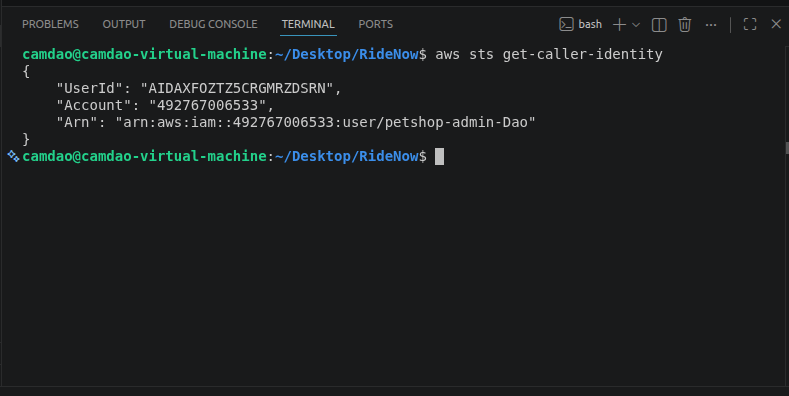 PROBLEMS OUTPUT DEBUG CONSOLE TERMINAL PORTS bash
camdao@camdao-virtual-machine:~/Desktop/RideNow$ aws sts get-caller-identity
{
    "UserId": "AIDAXFOZTZ5CRGMRZDSRN",
    "Account": "492767006533",
    "Arn": "arn:aws:iam::492767006533:user/petshop-admin-Dao"
}
camdao@camdao-virtual-machine:~/Desktop/RideNow$